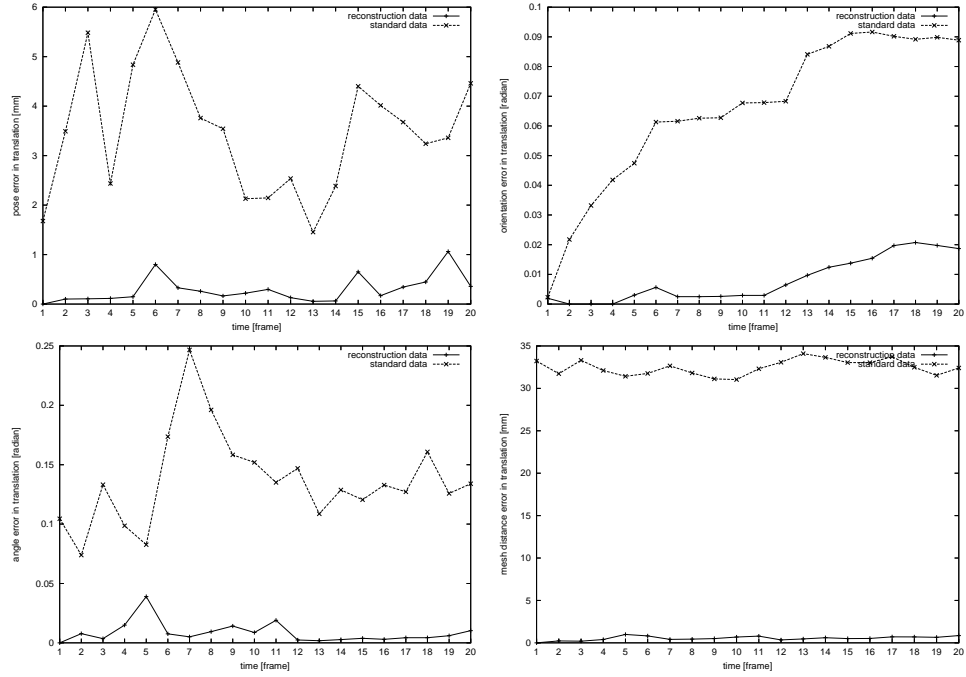 6
5
4
3
2
1
0
1 2 3 4 5 6 7 8 9 10 11 12 13 14 15 16 17 18 19 20
pose error in translation [mm]
time [frame]
reconstruction data
standard data
0.1
0.09
0.08
0.07
0.06
0.05
0.04
0.03
0.02
0.01
0
1 2 3 4 5 6 7 8 9 10 11 12 13 14 15 16 17 18 19 20
orientation error in translation [radian]
time [frame]
reconstruction data
standard data
0.25
0.2
0.15
0.1
0.05
0
1 2 3 4 5 6 7 8 9 10 11 12 13 14 15 16 17 18 19 20
angle error in translation [radian]
time [frame]
reconstruction data
standard data
35
30
25
20
15
10
5
0
1 2 3 4 5 6 7 8 9 10 11 12 13 14 15 16 17 18 19 20
mesh distance error in translation [mm]
time [frame]
reconstruction data
standard data